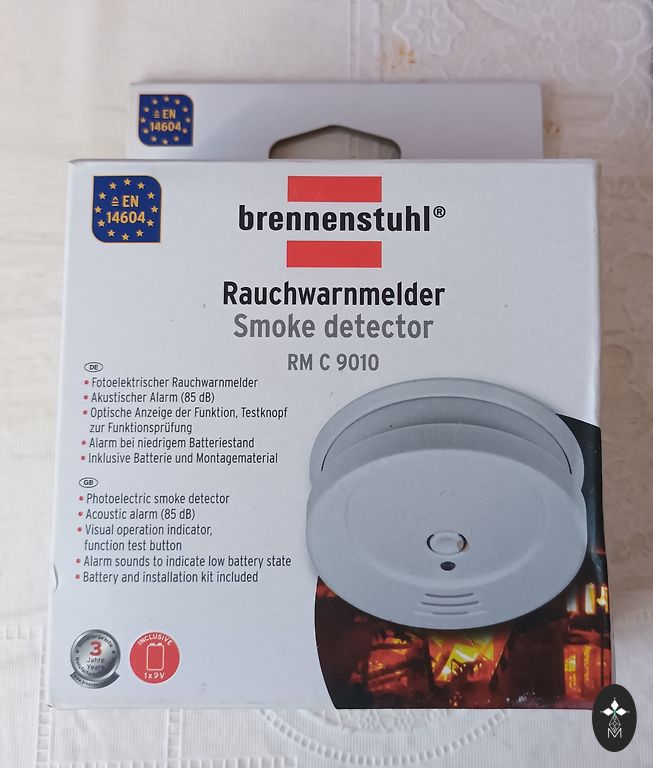 ≙ EN
14604
≙ EN
14604
brennenstuhl®
Rauchwarnmelder
Smoke detector
RM C 9010
DE
• Fotoelektrischer Rauchwarnmelder
• Akustischer Alarm (85 dB)
• Optische Anzeige der Funktion, Testknopf
zur Funktionsprüfung
• Alarm bei niedrigem Batteriestand
• Inklusive Batterie und Montagematerial
GB
• Photoelectric smoke detector
• Acoustic alarm (85 dB)
• Visual operation indicator,
function test button
• Alarm sounds to indicate low battery state
• Battery and installation kit included
3
Jahre
Years
INCLUSIVE
1x9V
M